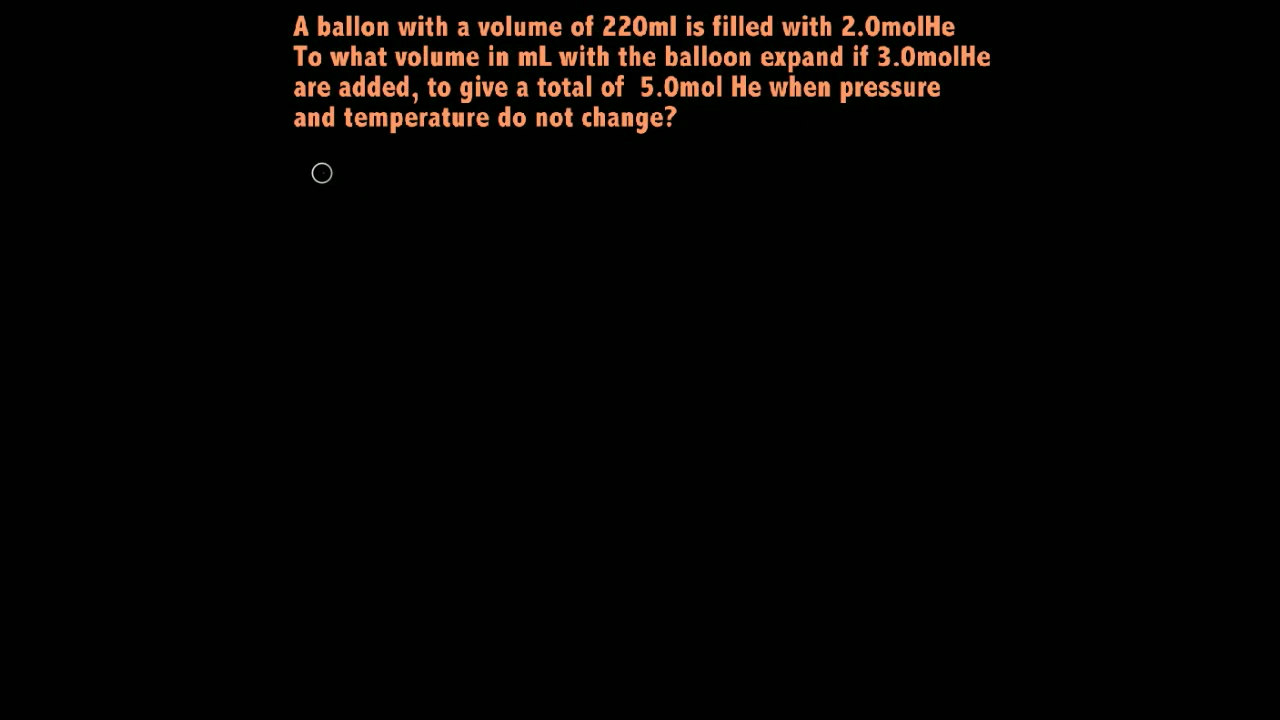 A ballon with a volume of 220ml is filled with 2.0molHe
To what volume in mL with the balloon expand if 3.0molHe
are added, to give a total of 5.0mol He when pressure
and temperature do not change?